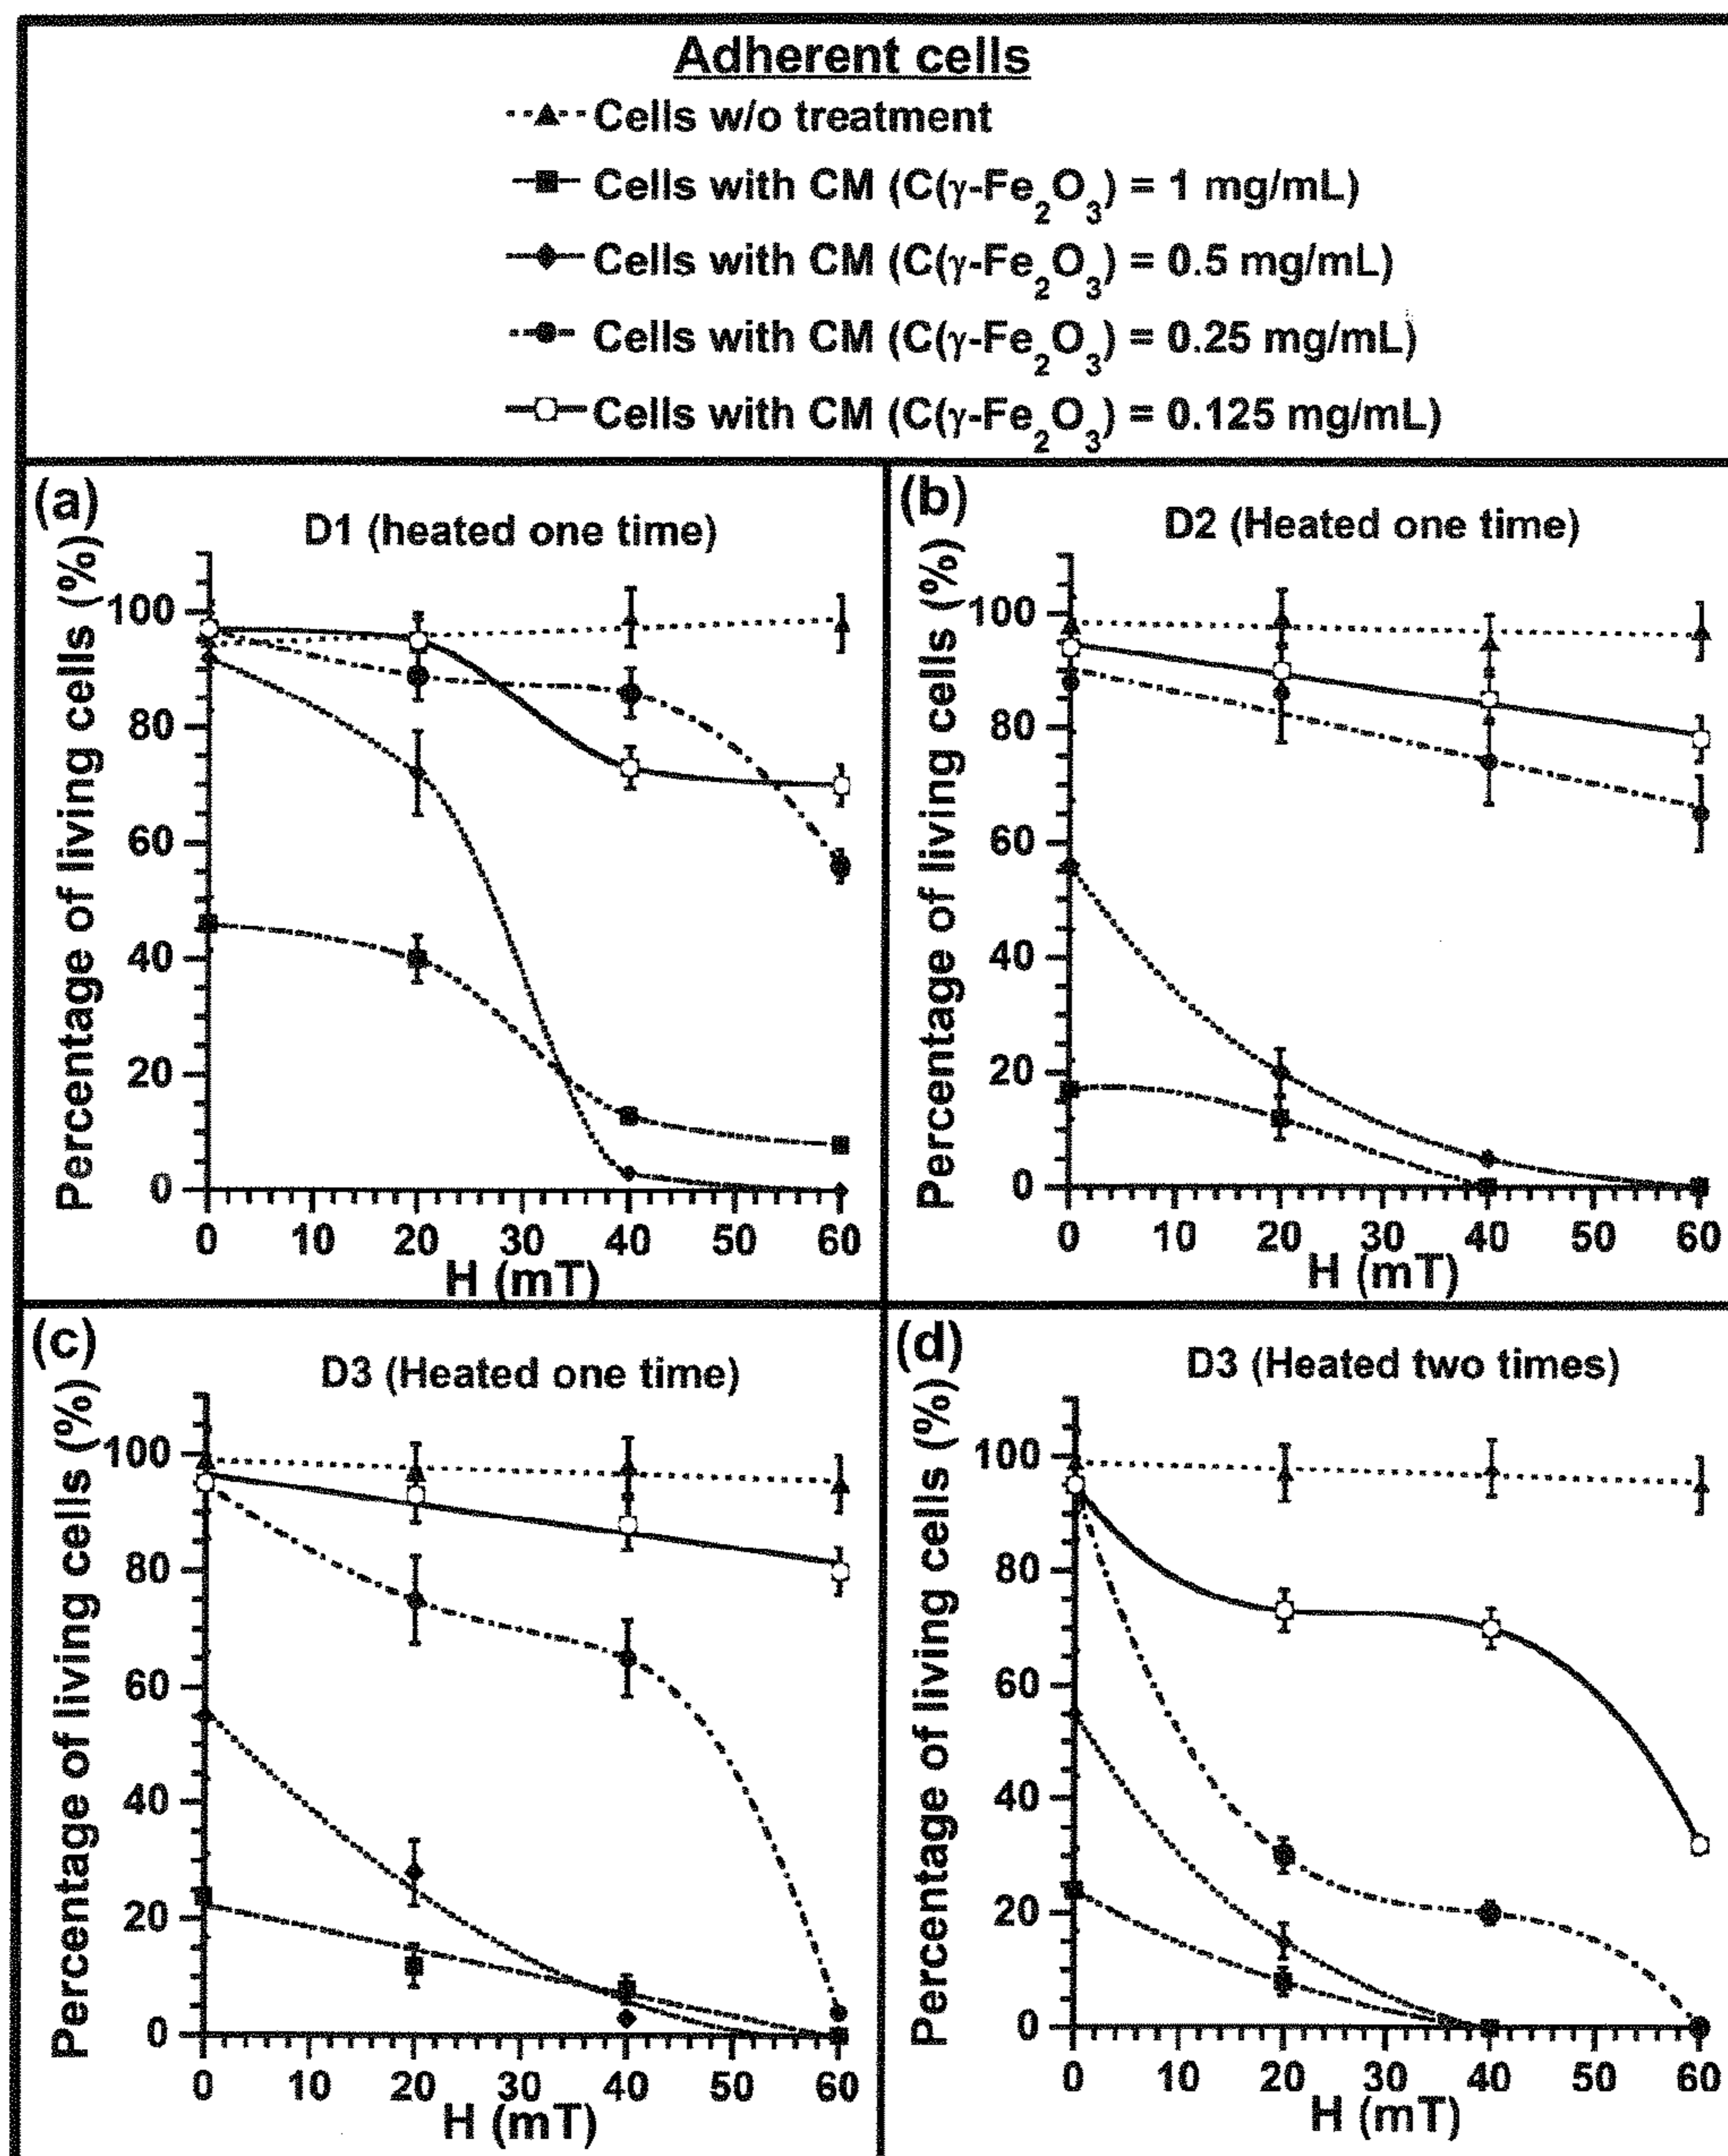 Adherent cells
Cells w/o treatment
Cells with CM (C(γ-Fe₂O₃) = 1 mg/mL)
Cells with CM (C(γ-Fe₂O₃) = 0.5 mg/mL)
Cells with CM (C(γ-Fe₂O₃) = 0.25 mg/mL)
Cells with CM (C(γ-Fe₂O₃) = 0.125 mg/mL)
(a)
D1 (heated one time)
Percentage of living cells (%)
100
80
60
40
20
0
0 10 20 30 40 50 60
H (mT)
(b)
D2 (Heated one time)
Percentage of living cells (%)
100
80
60
40
20
0
0 10 20 30 40 50 60
H (mT)
(c)
D3 (Heated one time)
Percentage of living cells (%)
100
80
60
40
20
0
0 10 20 30 40 50 60
H (mT)
(d)
D3 (Heated two times)
Percentage of living cells (%)
100
80
60
40
20
0
0 10 20 30 40 50 60
H (mT)